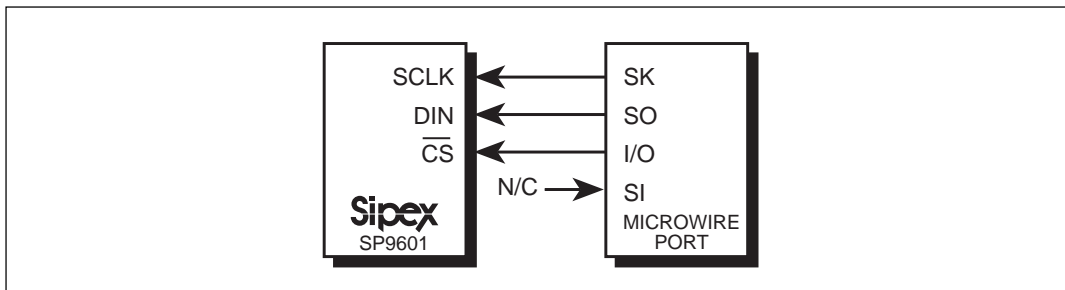 SCLK
DIN
CS
Sipex
SP9601
N/C
SK
SO
I/O
SI
MICROWIRE
PORT